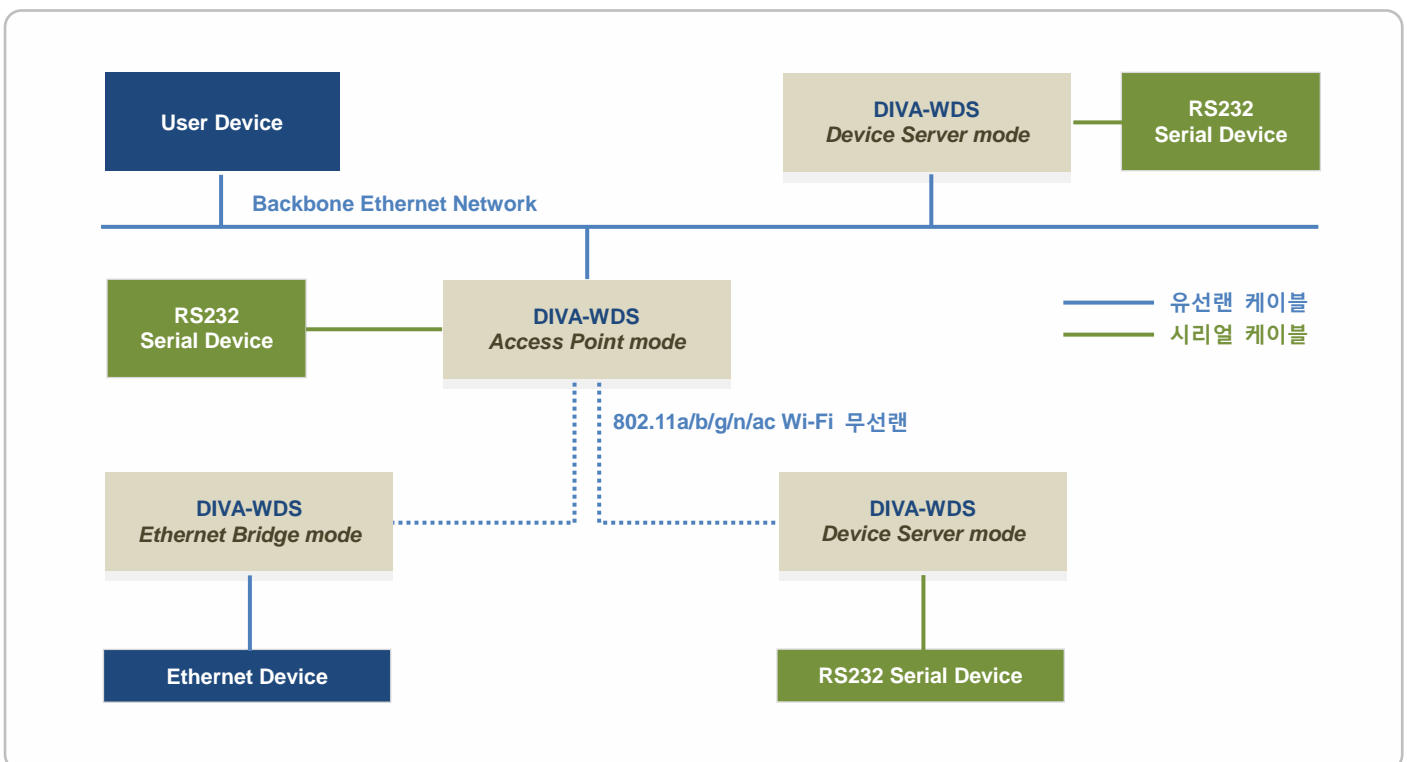 User Device
DIVA-WDS
Device Server mode
RS232
Serial Device
Backbone Ethernet Network
RS232
Serial Device
DIVA-WDS
Access Point mode
유선랜 케이블
시리얼 케이블
802.11a/b/g/n/ac Wi-Fi 무선랜
DIVA-WDS
Ethernet Bridge mode
DIVA-WDS
Device Server mode
Ethernet Device
RS232 Serial Device